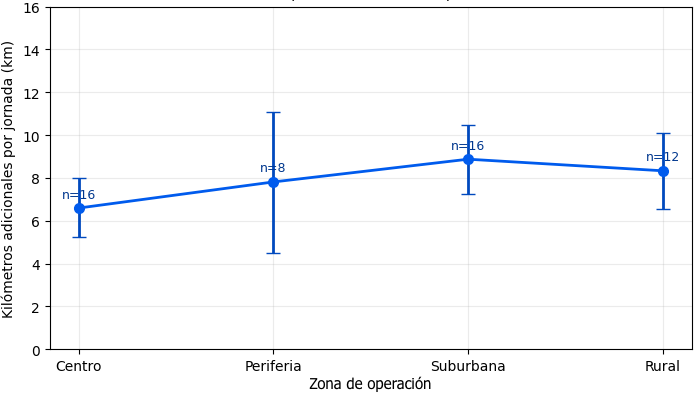 Kilómetros adicionales por jornada (km)
16
14
12
10
8
6
4
2
0
n=16
n=8
n=16
n=12
Centro
Periferia
Suburbana
Rural
Zona de operación